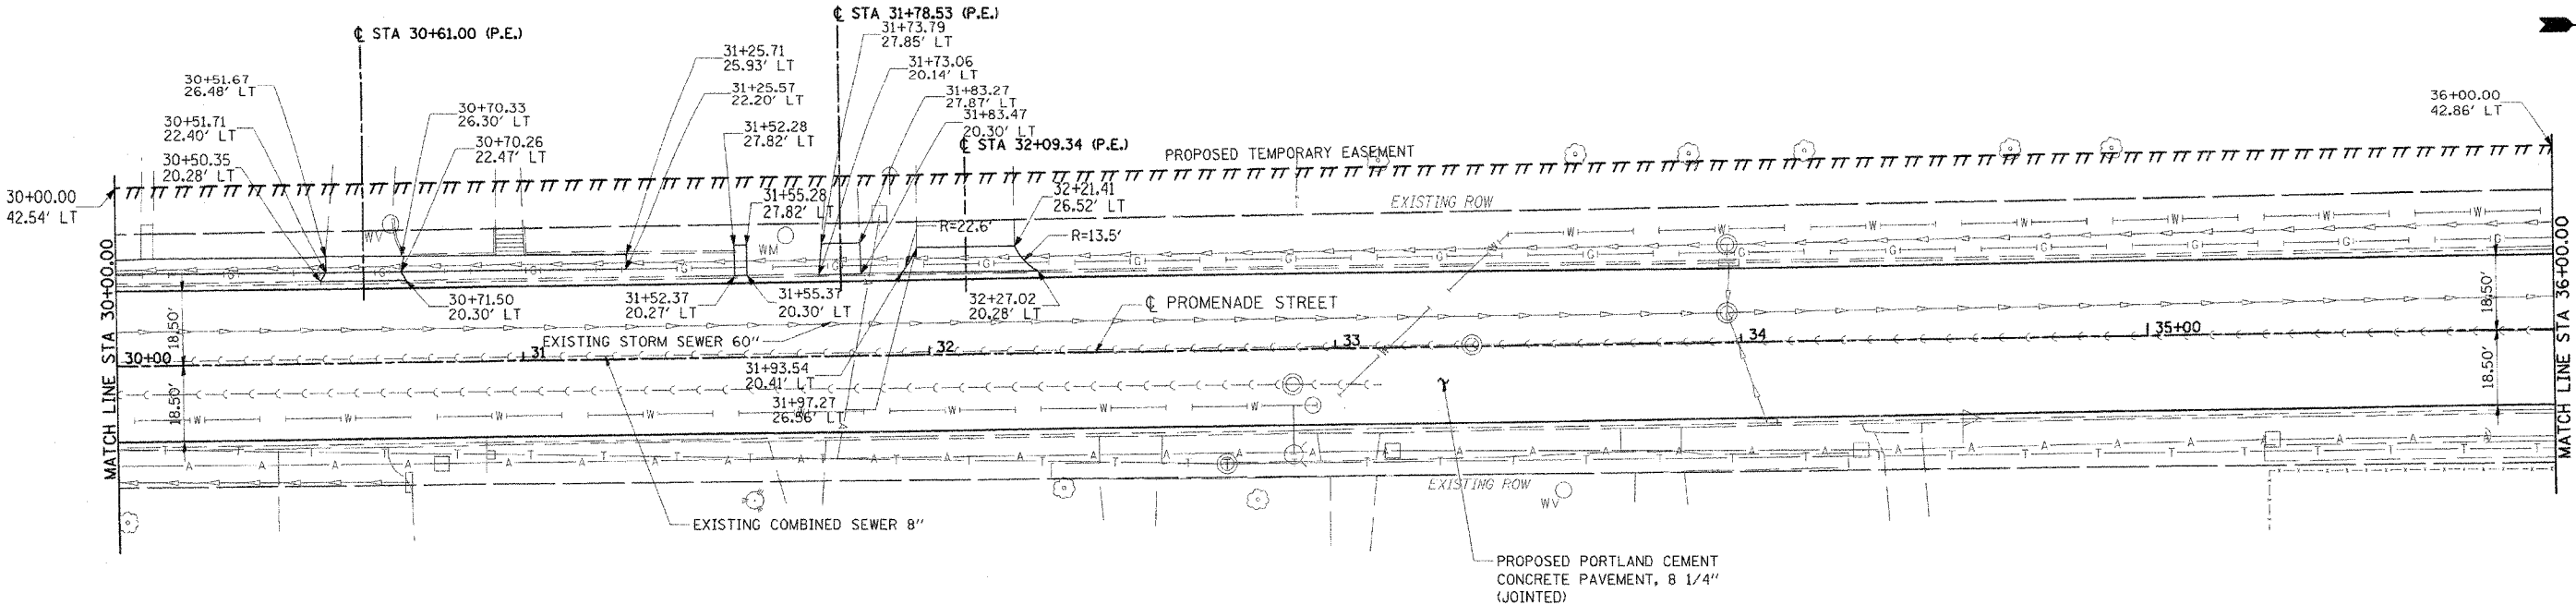 ℄ STA 30+61.00 (P.E.)
℄ STA 31+78.53 (P.E.)
31+73.79
27.85' LT
31+25.71
25.93' LT
31+73.06
20.14' LT
30+51.67
26.48' LT
31+25.57
22.20' LT
31+83.27
27.87' LT
30+70.33
26.30' LT
31+83.47
20.30' LT
36+00.00
42.86' LT
30+51.71
22.40' LT
31+52.28
27.82' LT
30+70.26
22.47' LT
℄ STA 32+09.34 (P.E.)
30+50.35
20.28' LT
PROPOSED TEMPORARY EASEMENT
30+00.00
42.54' LT
31+55.28
27.82' LT
32+21.41
26.52' LT
EXISTING ROW
R=22.6'
R=13.5'
WV
WM
W W W W W W
G G G G G G G G G G G G G
30+71.50
20.30' LT
31+52.37
20.27' LT
31+55.37
20.30' LT
32+27.02
20.28' LT
℄ PROMENADE STREET
MATCH LINE STA 30+00.00
MATCH LINE STA 36+00.00
18.50'
18.50'
18.50'
18.50'
EXISTING STORM SEWER 60"
30+00
31
32
33
34
35+00
31+93.54
20.41' LT
31+97.27
26.56' LT
W W W W W W W W
EXISTING ROW
WV
EXISTING COMBINED SEWER 8"
PROPOSED PORTLAND CEMENT
CONCRETE PAVEMENT, 8 1/4"
(JOINTED)